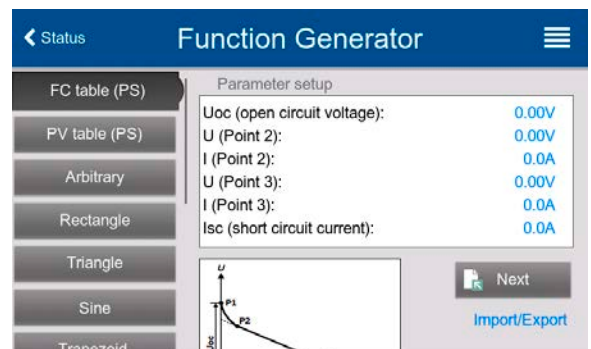 Status
Function Generator
FC table (PS)
PV table (PS)
Arbitrary
Rectangle
Triangle
Sine
Trapezoid
Parameter setup
Uoc (open circuit voltage): 0.00V
U (Point 2): 0.00V
I (Point 2): 0.0A
U (Point 3): 0.00V
I (Point 3): 0.0A
Isc (short circuit current): 0.0A
U
P1
P2
Uoc
Next
Import/Export